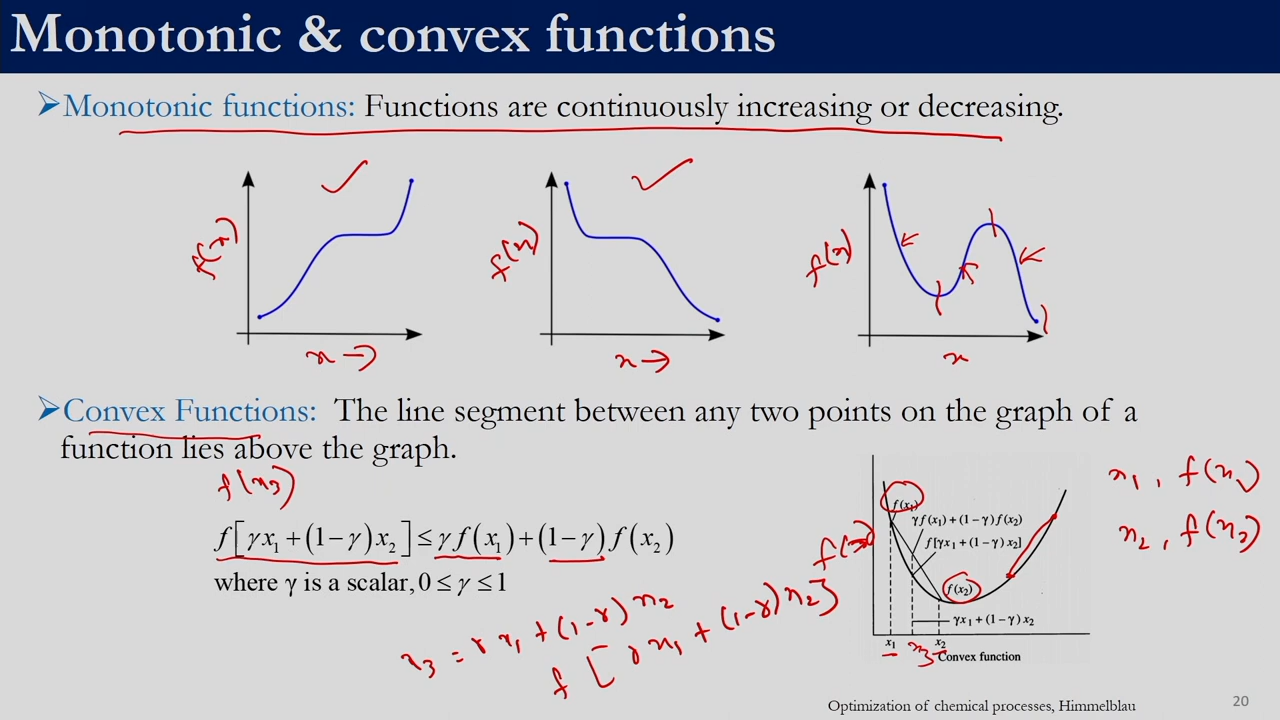 Monotonic & convex functions
➢Monotonic functions: Functions are continuously increasing or decreasing.
f(x)
f(x)
f(x)
x →
x →
x
➢Convex Functions: The line segment between any two points on the graph of a
function lies above the graph.
f(x₃)
f[γx₁+(1−γ)x₂]≤γf(x₁)+(1−γ)f(x₂)
where γ is a scalar, 0≤γ≤1
x₃ = γx₁ + (1-γ)x₂
f[γx₁ + (1-γ)x₂]
f(x)
f(x₁)
γf(x₁)+(1−γ)f(x₂)
f[γx₁+(1−γ)x₂]
f(x₂)
γx₁+(1−γ)x₂
x₁ x₃ x₂
Convex function
x₁, f(x₁)
x₂, f(x₂)
Optimization of chemical processes, Himmelblau
20